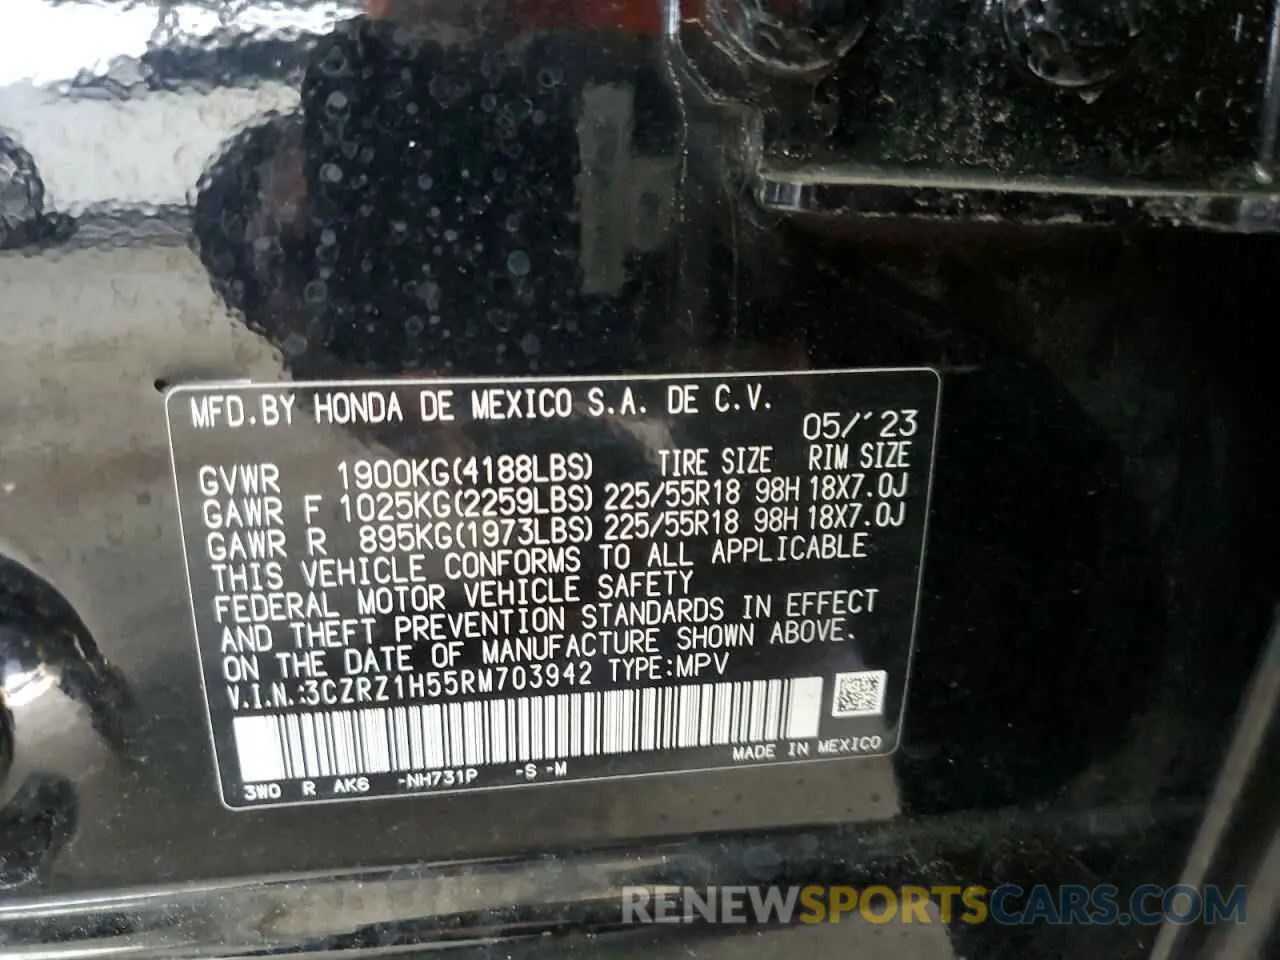 MFD.BY HONDA DE MEXICO S.A. DE C.V.
05/´23
GVWR 1900KG(4188LBS) TIRE SIZE RIM SIZE
GAWR F 1025KG(2259LBS) 225/55R18 98H 18X7.0J
GAWR R 895KG(1973LBS) 225/55R18 98H 18X7.0J
THIS VEHICLE CONFORMS TO ALL APPLICABLE
FEDERAL MOTOR VEHICLE SAFETY
AND THEFT PREVENTION STANDARDS IN EFFECT
ON THE DATE OF MANUFACTURE SHOWN ABOVE.
V.I.N.:3CZRZ1H55RM703942 TYPE:MPV
MADE IN MEXICO
3W0 R AK6 -NH731P -S -M
RENEWSPORTSCARS.COM